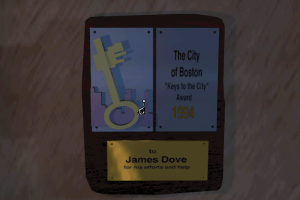 The City
of Boston
"Keys to the City"
Award
1994
to
James Dove
for his efforts and help